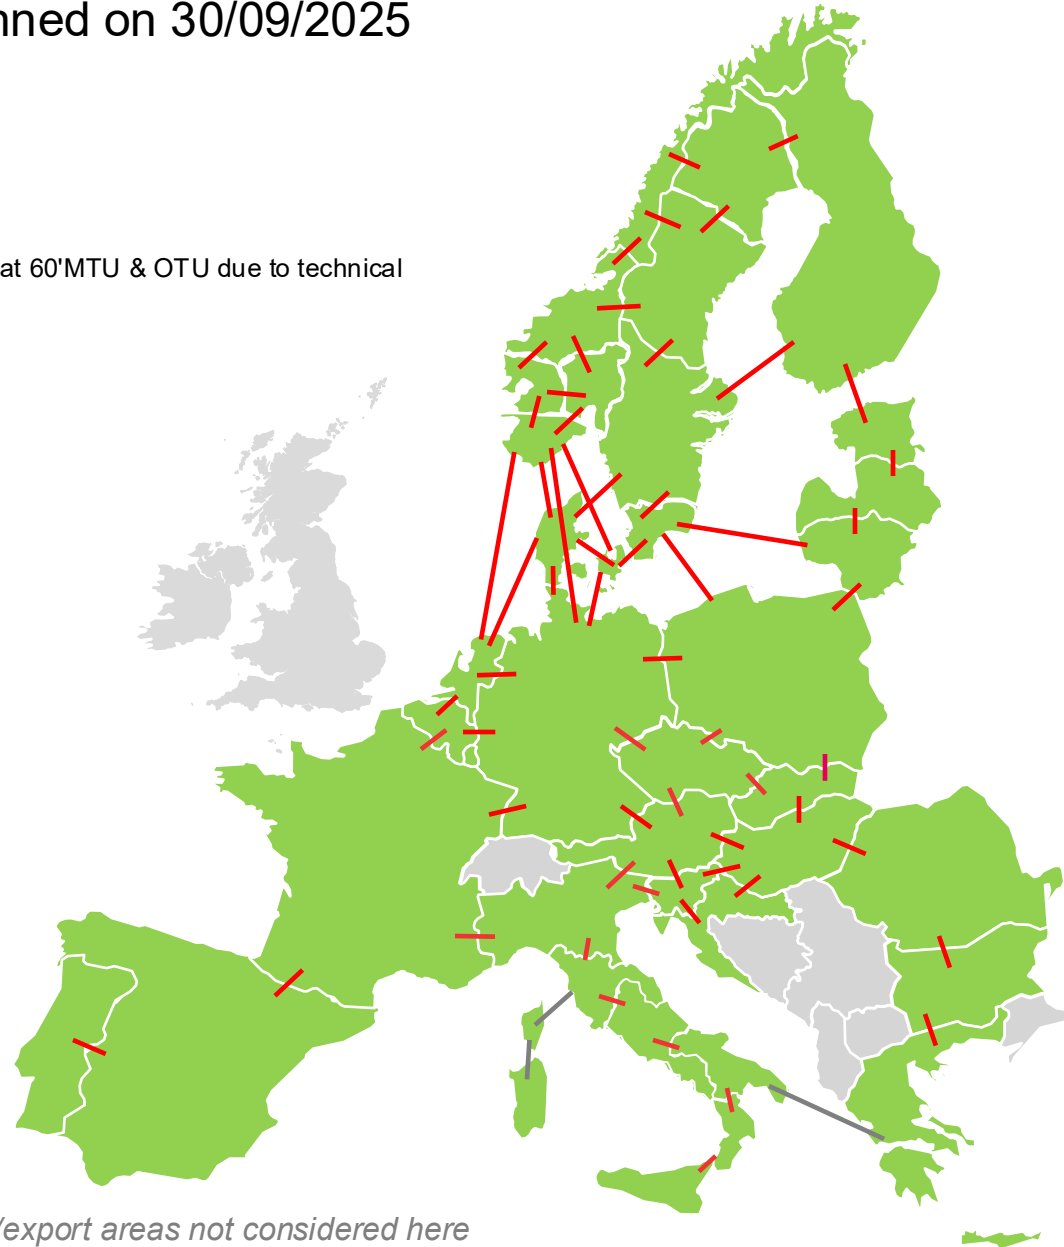 nned on 30/09/2025
at 60'MTU & OTU due to technical
/export areas not considered here